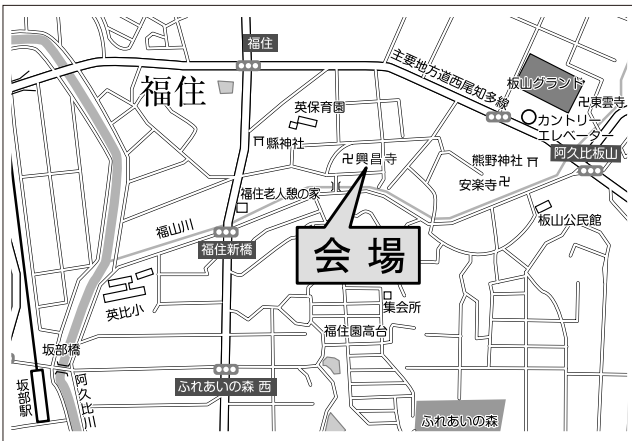 福住
主要地方道西尾知多線
板山グランド
卍東雲寺
福住
英保育園
カントリー
エレベーター
縣神社
阿久比板山
卍興昌寺
熊野神社
安楽寺卍
福住老人憩の家
板山公民館
福山川
福住新橋
会場
英比小
集会所
福住園高台
坂部橋
ふれあいの森 西
坂部駅
阿久比川
ふれあいの森